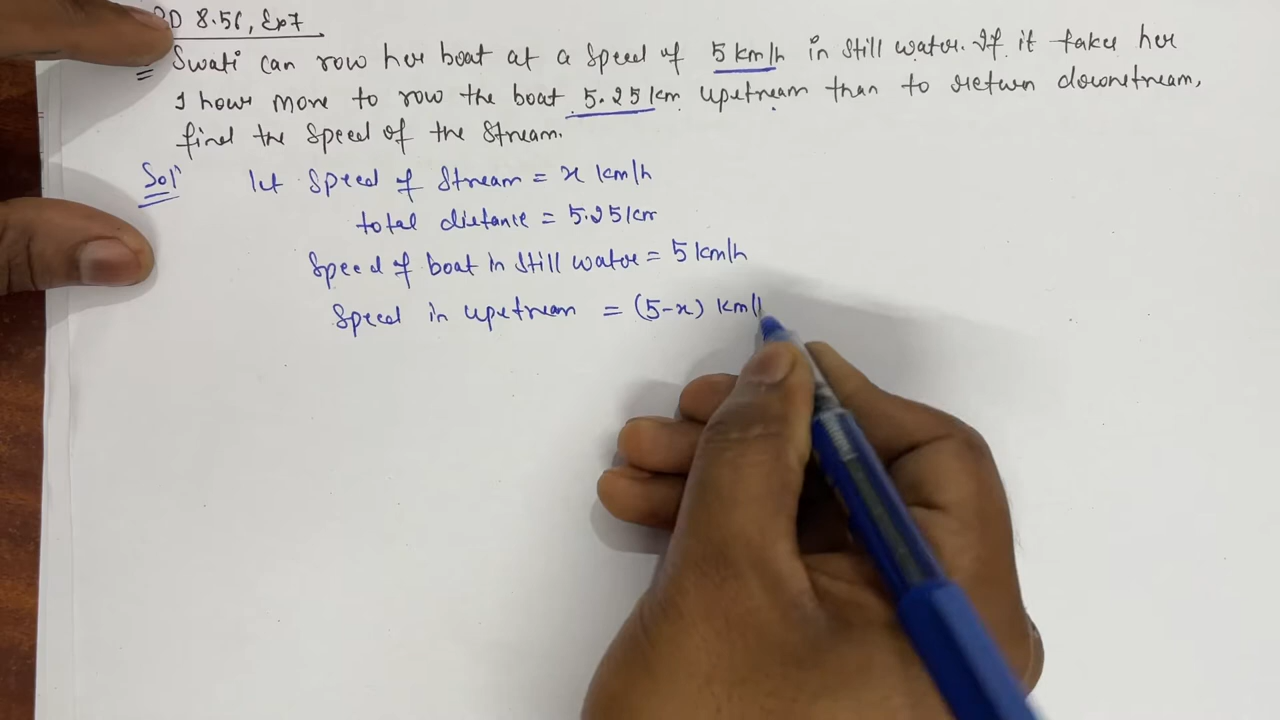 RD 8.58, Ex 7
Swati can row her boat at a speed of 5 km/h in still water. If it takes her
1 hour more to row the boat 5.25 km upstream than to return downstream,
find the speed of the stream.
Sol let speed of stream = x km/h
total distance = 5.25 km
Speed of boat in still water = 5 km/h
Speed in upstream = (5-x) km/h